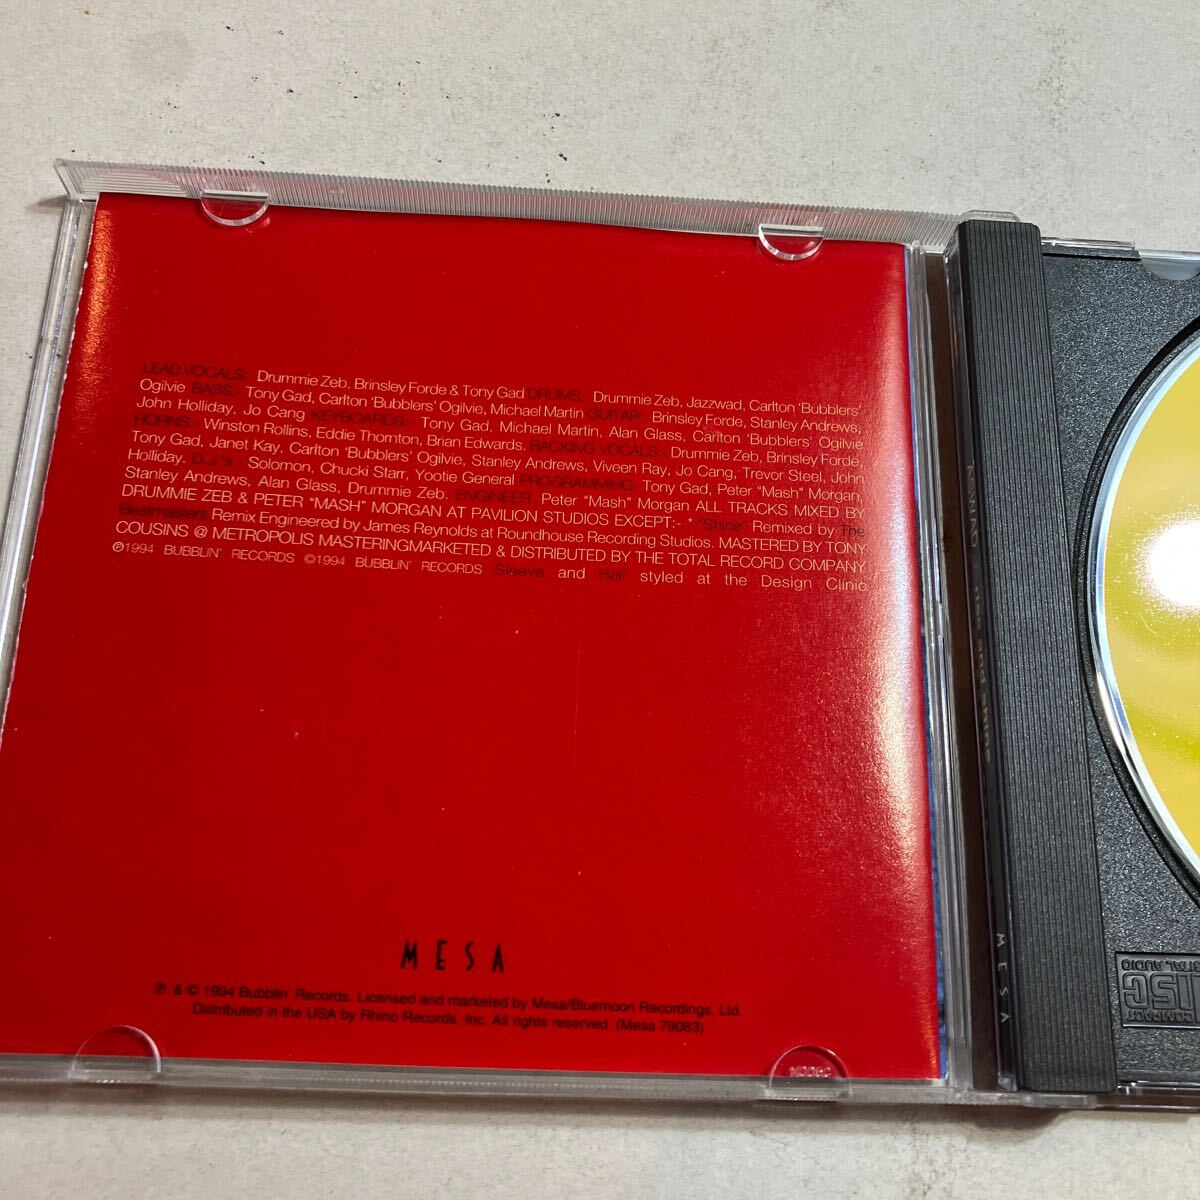 LEAD VOCALS:- Drummie Zeb, Brinsley Forde & Tony Gad DRUMS:- Drummie Zeb, Jazzwad, Carlton 'Bubblers'
Ogilvie BASS:- Tony Gad, Carlton 'Bubblers' Ogilvie, Michael Martin GUITAR:- Brinsley Forde, Stanley Andrews,
John Holliday, Jo Cang KEYBOARDS:- Tony Gad, Michael Martin, Alan Glass, Carlton 'Bubblers' Ogilvie
HORNS:- Winston Rollins, Eddie Thornton, Brian Edwards. BACKING VOCALS:- Drummie Zeb, Brinsley Forde,
Tony Gad, Janet Kay, Carlton 'Bubblers' Ogilvie, Stanley Andrews, Viveen Ray, Jo Cang, Trevor Steel, John
Holliday. D.J.'s - Solomon, Chucki Starr, Yootie General PROGRAMMING: Tony Gad, Peter "Mash" Morgan,
Stanley Andrews, Alan Glass, Drummie Zeb. ENGINEER: Peter "Mash" Morgan ALL TRACKS MIXED BY
DRUMMIE ZEB & PETER "MASH" MORGAN AT PAVILION STUDIOS EXCEPT:- * "Shine" Remixed by The
Beatmasters Remix Engineered by James Reynolds at Roundhouse Recording Studios. MASTERED BY TONY
COUSINS @ METROPOLIS MASTERINGMARKETED & DISTRIBUTED BY THE TOTAL RECORD COMPANY
℗1994 BUBBLIN' RECORDS ©1994 BUBBLIN' RECORDS Sleeve and Hair styled at the Design Clinic
MESA
℗ & © 1994 Bubblin' Records. Licensed and marketed by Mesa/Bluemoon Recordings, Ltd.
Distributed in the USA by Rhino Records, Inc. All rights reserved. (Mesa 79083)
ASWAD rise and shine
MESA
COMPACT
DISC
DIGITAL AUDIO